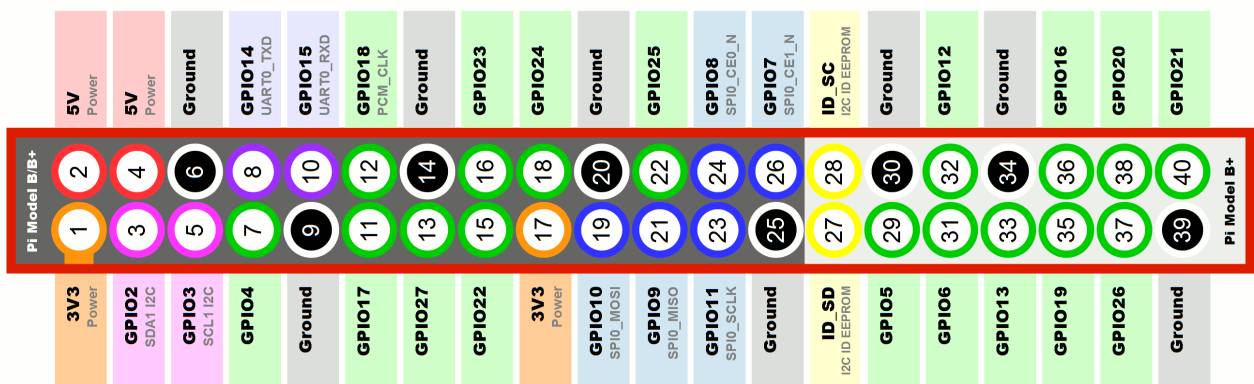 5V
Power
5V
Power
Ground
GPIO14
UART0_TXD
GPIO15
UART0_RXD
GPIO18
PCM_CLK
Ground
GPIO23
GPIO24
Ground
GPIO25
GPIO8
SPI0_CE0_N
GPIO7
SPI0_CE1_N
ID_SC
I2C ID EEPROM
Ground
GPIO12
Ground
GPIO16
GPIO20
GPIO21
Pi Model B/B+
2
4
6
8
10
12
14
16
18
20
22
24
26
28
30
32
34
36
38
40
1
3
5
7
9
11
13
15
17
19
21
23
25
27
29
31
33
35
37
39
Pi Model B+
3V3
Power
GPIO2
SDA1 I2C
GPIO3
SCL1 I2C
GPIO4
Ground
GPIO17
GPIO27
GPIO22
3V3
Power
GPIO10
SPI0_MOSI
GPIO9
SPI0_MISO
GPIO11
SPI0_SCLK
Ground
ID_SD
I2C ID EEPROM
GPIO5
GPIO6
GPIO13
GPIO19
GPIO26
Ground